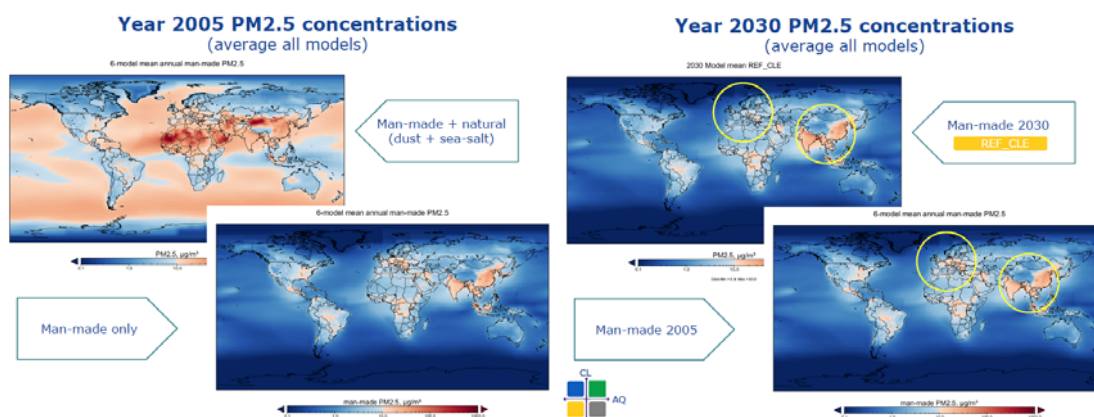 Year 2005 PM2.5 concentrations
(average all models)
6-model mean annual man-made PM2.5
Man-made + natural
(dust + sea-salt)
PM2.5, µg/m³
6-model mean annual man-made PM2.5
Man-made only
man-made PM2.5, µg/m³
Year 2030 PM2.5 concentrations
(average all models)
2030 Model mean REF_CLE
Man-made 2030
REF_CLE
PM2.5, µg/m³
6-model mean annual man-made PM2.5
Man-made 2005
CL
AQ
man-made PM2.5, µg/m³